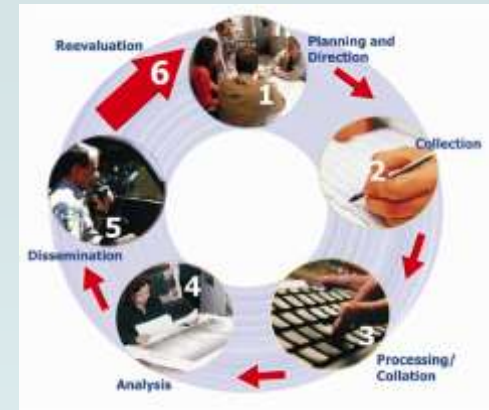 Planning and
Direction
1
Collection
2
3
Processing/
Collation
4
Analysis
5
Dissemination
6
Reevaluation